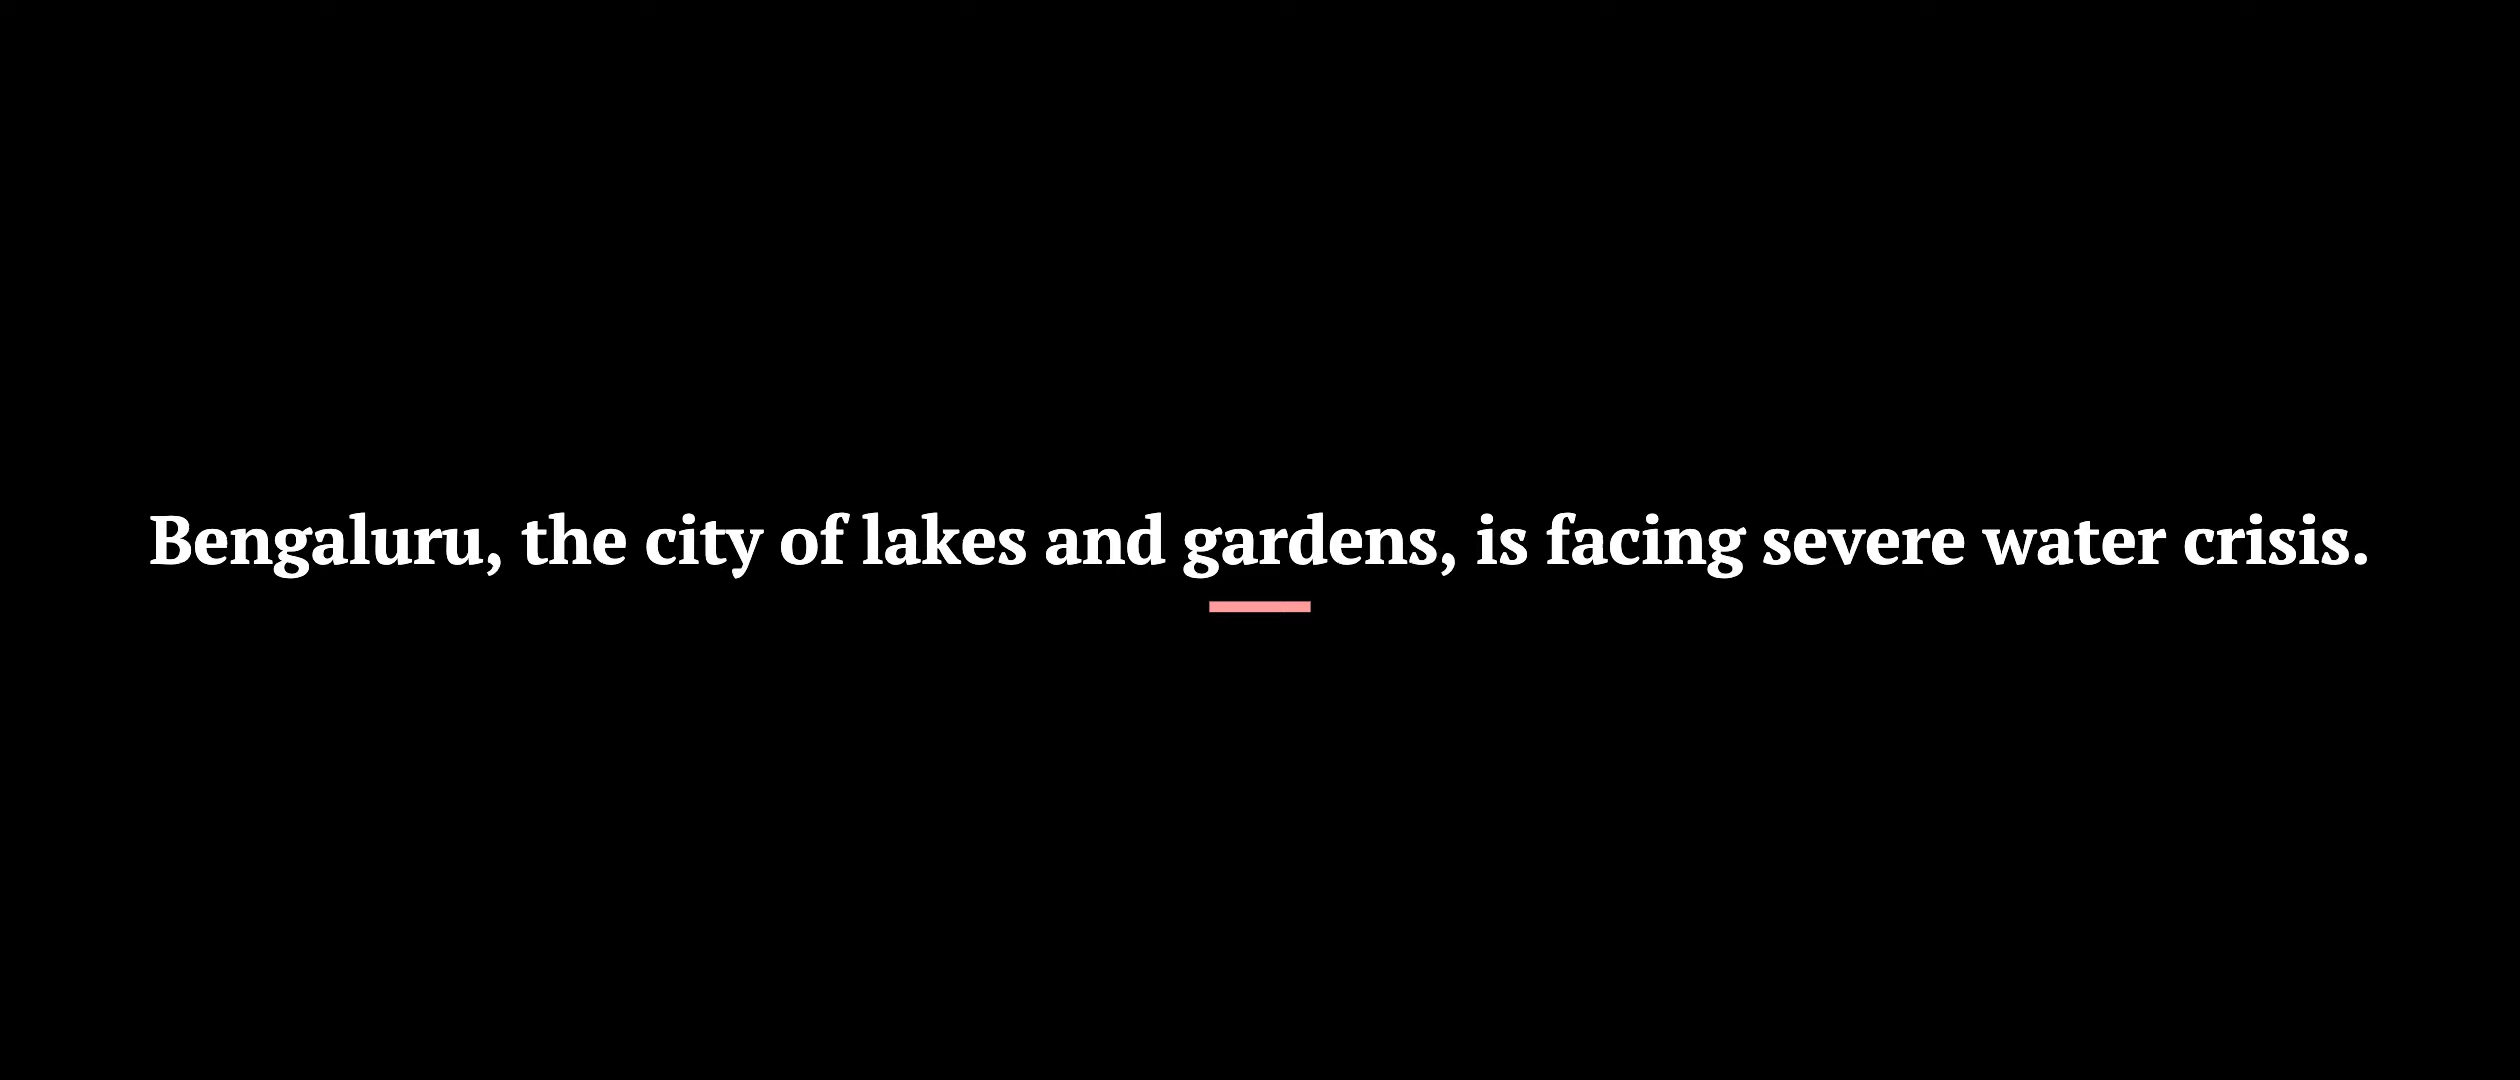 Bengaluru, the city of lakes and gardens, is facing severe water crisis.